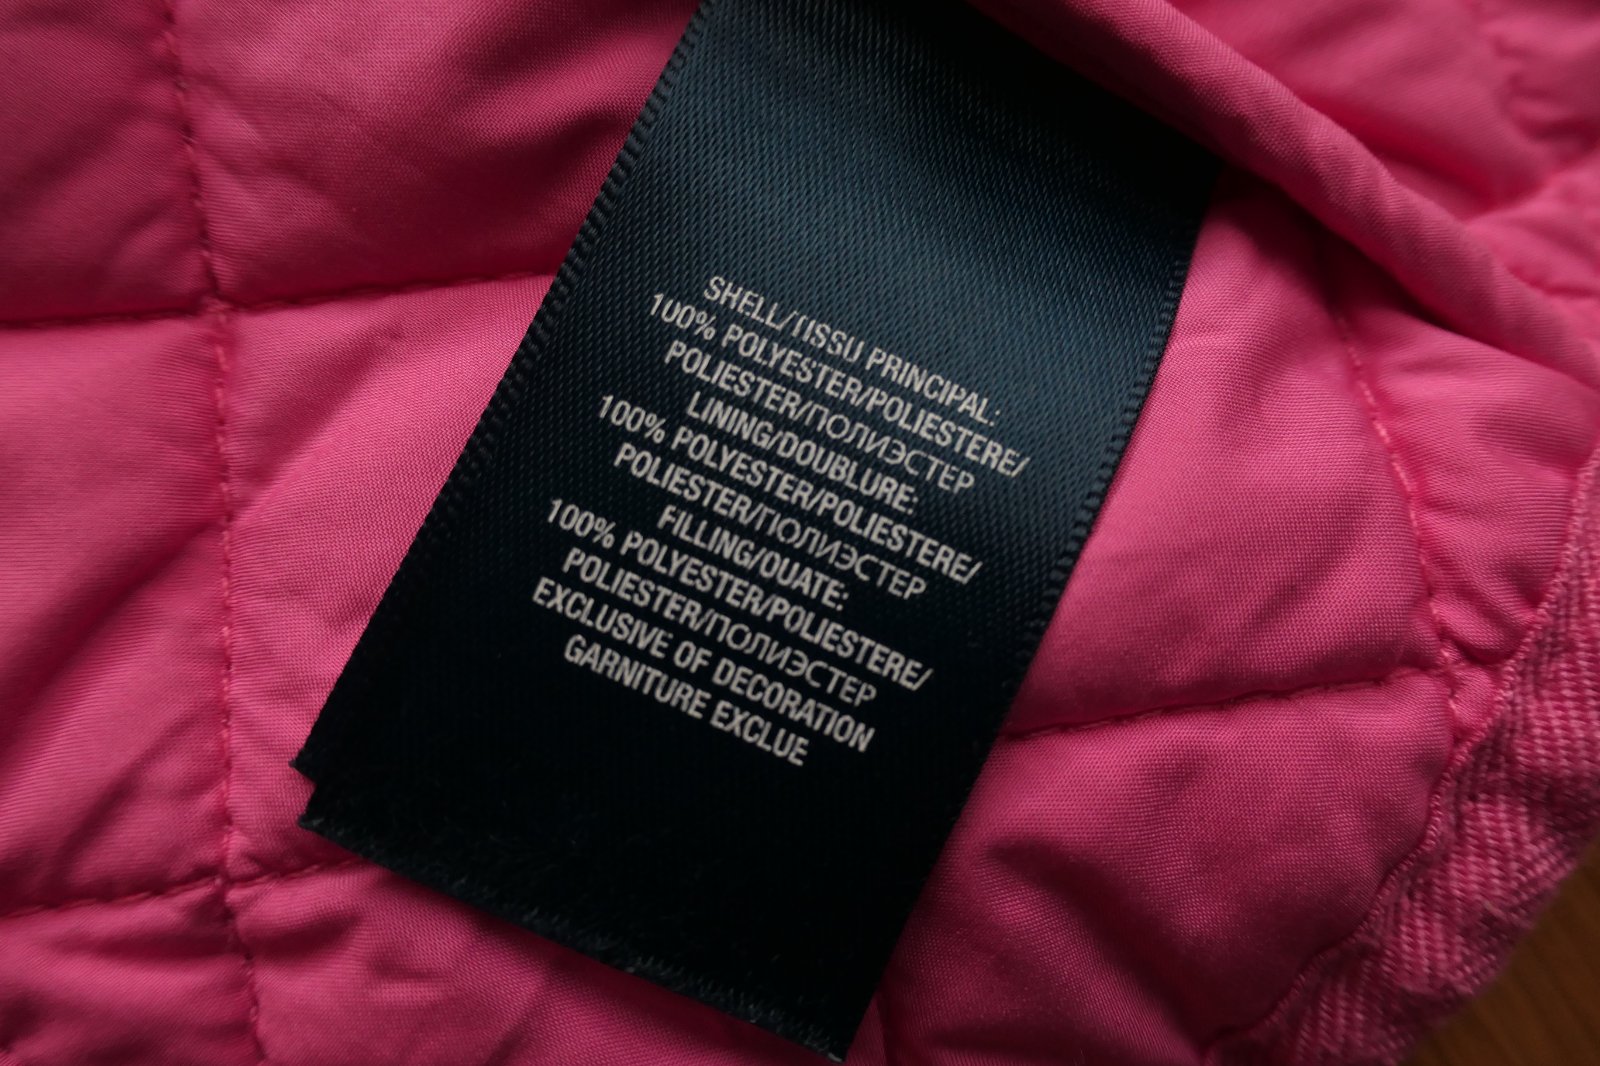 SHELL/TISSU PRINCIPAL:
100% POLYESTER/POLIESTERE/
POLIESTER/ПОЛИЭСТЕР
LINING/DOUBLURE:
100% POLYESTER/POLIESTERE/
POLIESTER/ПОЛИЭСТЕР
FILLING/OUATE:
100% POLYESTER/POLIESTERE/
POLIESTER/ПОЛИЭСТЕР
EXCLUSIVE OF DECORATION
GARNITURE EXCLUE